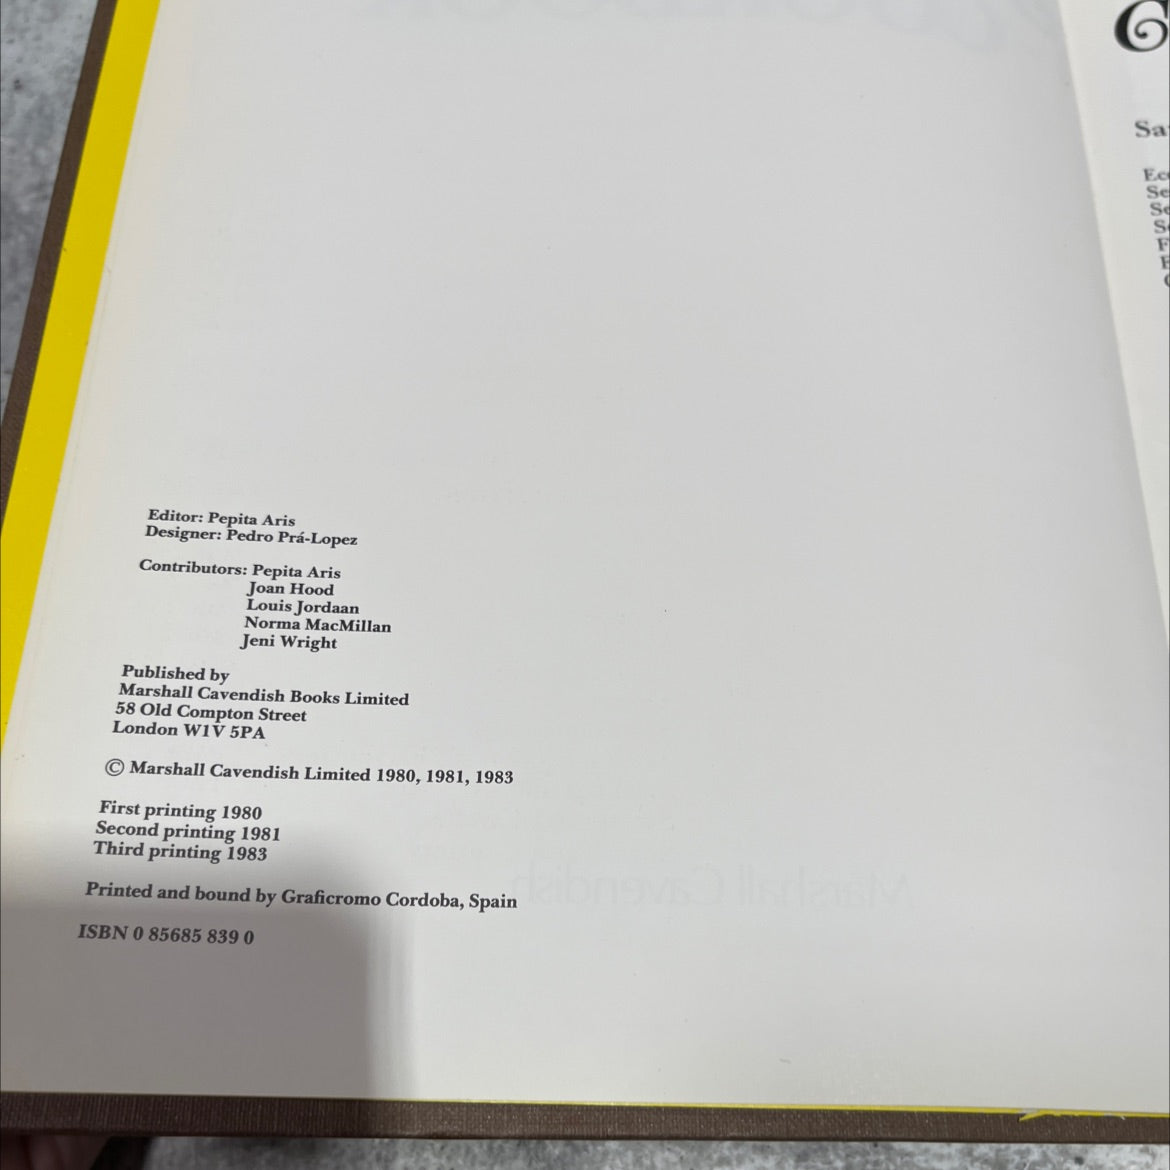 Editor: Pepita Aris
Designer: Pedro Prá-Lopez
Contributors: Pepita Aris
Joan Hood
Louis Jordaan
Norma MacMillan
Jeni Wright
Published by
Marshall Cavendish Books Limited
58 Old Compton Street
London W1V 5PA
© Marshall Cavendish Limited 1980, 1981, 1983
First printing 1980
Second printing 1981
Third printing 1983
Printed and bound by Graficromo Cordoba, Spain
ISBN 0 85685 839 0
Marshall Cavendish